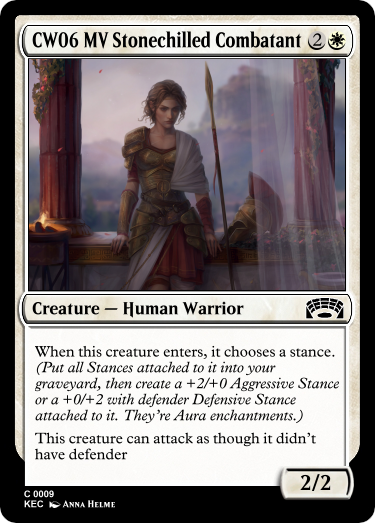 CW06 MV Stonechilled Combatant 2
Creature — Human Warrior
When this creature enters, it chooses a stance.
(Put all Stances attached to it into your
graveyard, then create a +2/+0 Aggressive Stance
or a +0/+2 with defender Defensive Stance
attached to it. They're Aura enchantments.)
This creature can attack as though it didn't
have defender
2/2
C 0009
KEC Anna Helme